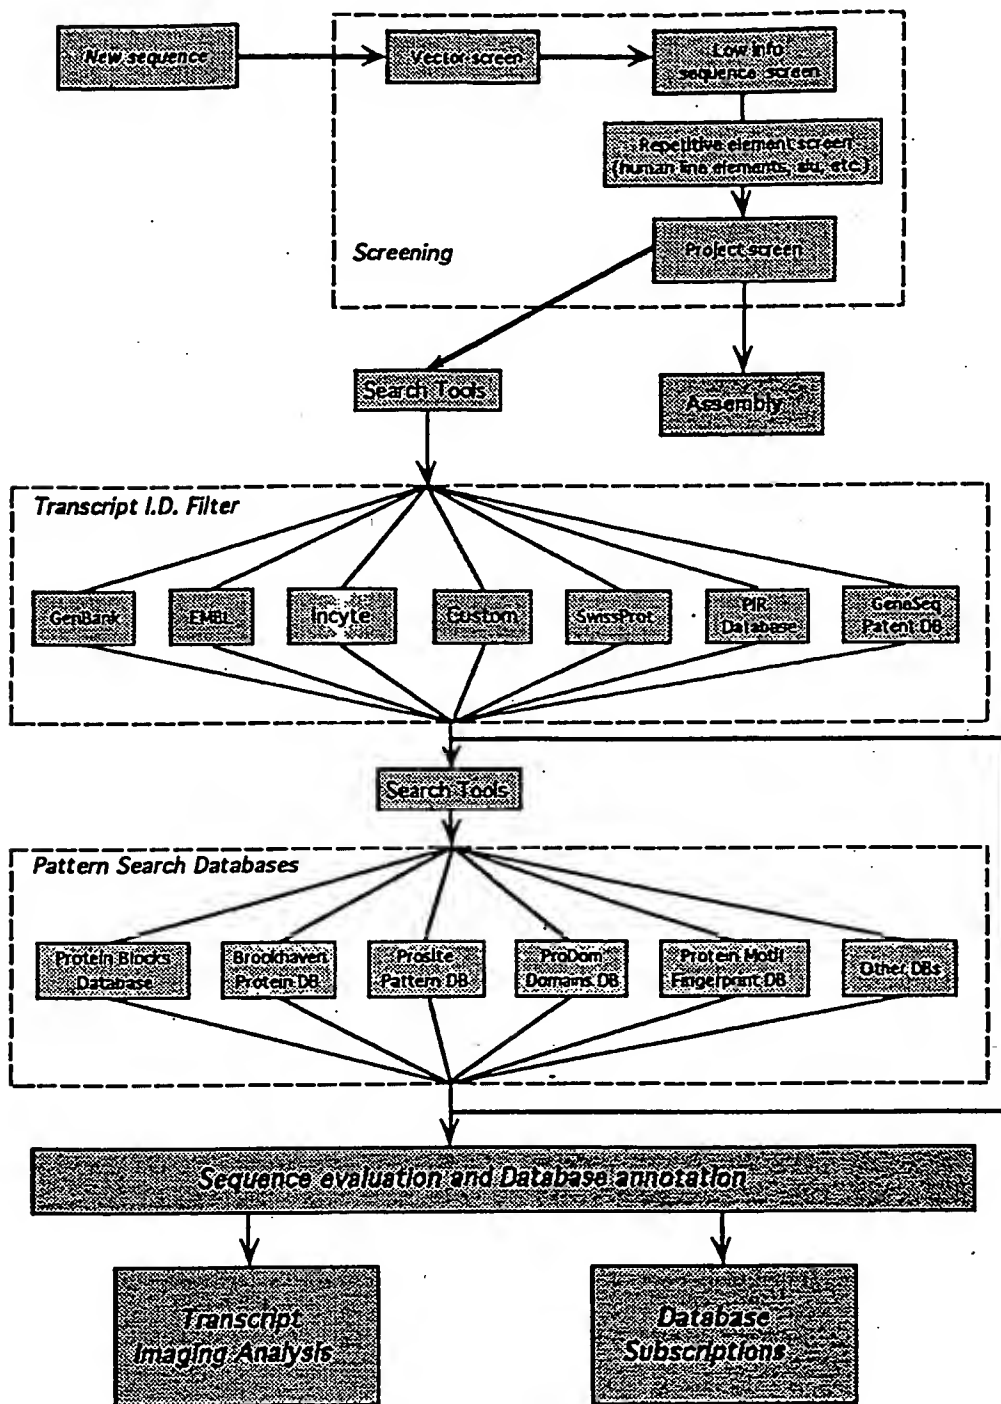 New sequence
Vector screen
Low info
sequence screen
Repetitive element screen
(human line elements, alu, etc.)
Screening
Project screen
Search Tools
Assembly
Transcript I.D. Filter
GenBank
EMBL
Incyte
Custom
SwissProt
PIR
Database
GeneSeq
Patent DB
Search Tools
Pattern Search Databases
Protein Blocks
Database
Brookhaven
Protein DB
Prosite
Pattern DB
ProDom
Domains DB
Protein Motif
Fingerprint DB
Other DBs
Sequence evaluation and Database annotation
Transcript
Imaging Analysis
Database
Subscriptions